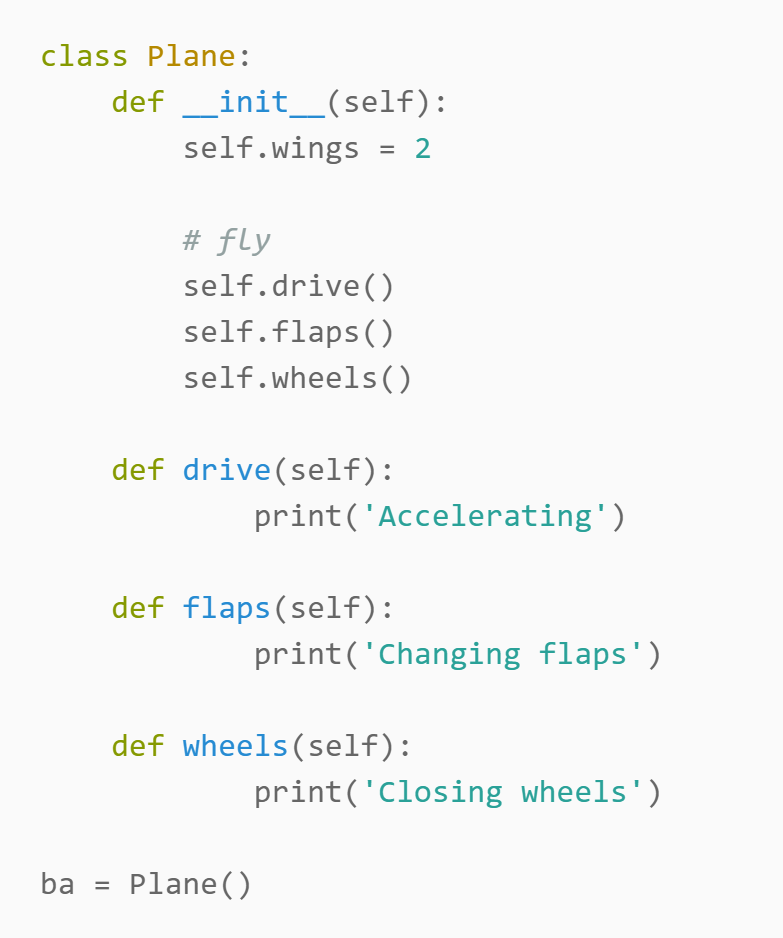 class Plane:
    def __init__(self):
        self.wings = 2

        # fly
        self.drive()
        self.flaps()
        self.wheels()

    def drive(self):
            print('Accelerating')

    def flaps(self):
            print('Changing flaps')

    def wheels(self):
            print('Closing wheels')

ba = Plane()